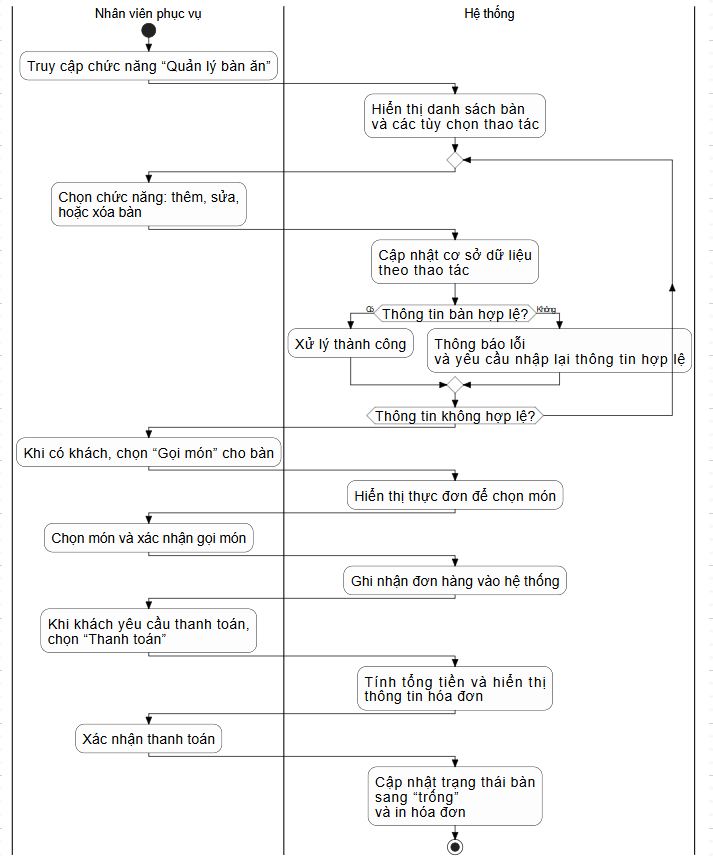 Nhân viên phục vụ
Hệ thống
Truy cập chức năng “Quản lý bàn ăn”
Hiển thị danh sách bàn
và các tùy chọn thao tác
Chọn chức năng: thêm, sửa,
hoặc xóa bàn
Cập nhật cơ sở dữ liệu
theo thao tác
Có
Thông tin bàn hợp lệ?
Không
Xử lý thành công
Thông báo lỗi
và yêu cầu nhập lại thông tin hợp lệ
Thông tin không hợp lệ?
Khi có khách, chọn “Gọi món” cho bàn
Hiển thị thực đơn để chọn món
Chọn món và xác nhận gọi món
Ghi nhận đơn hàng vào hệ thống
Khi khách yêu cầu thanh toán,
chọn “Thanh toán”
Tính tổng tiền và hiển thị
thông tin hóa đơn
Xác nhận thanh toán
Cập nhật trạng thái bàn
sang “trống”
và in hóa đơn